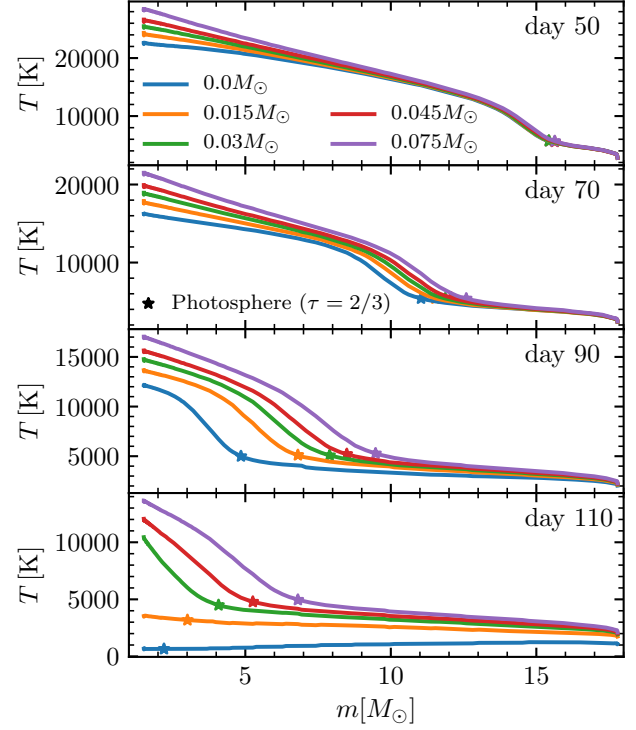 day 50
20000
10000
T [K]
0.0M⊙
0.015M⊙
0.03M⊙
0.045M⊙
0.075M⊙
day 70
20000
10000
T [K]
Photosphere (τ = 2/3)
day 90
15000
10000
5000
T [K]
day 110
10000
5000
0
T [K]
5 10 15
m[M⊙]